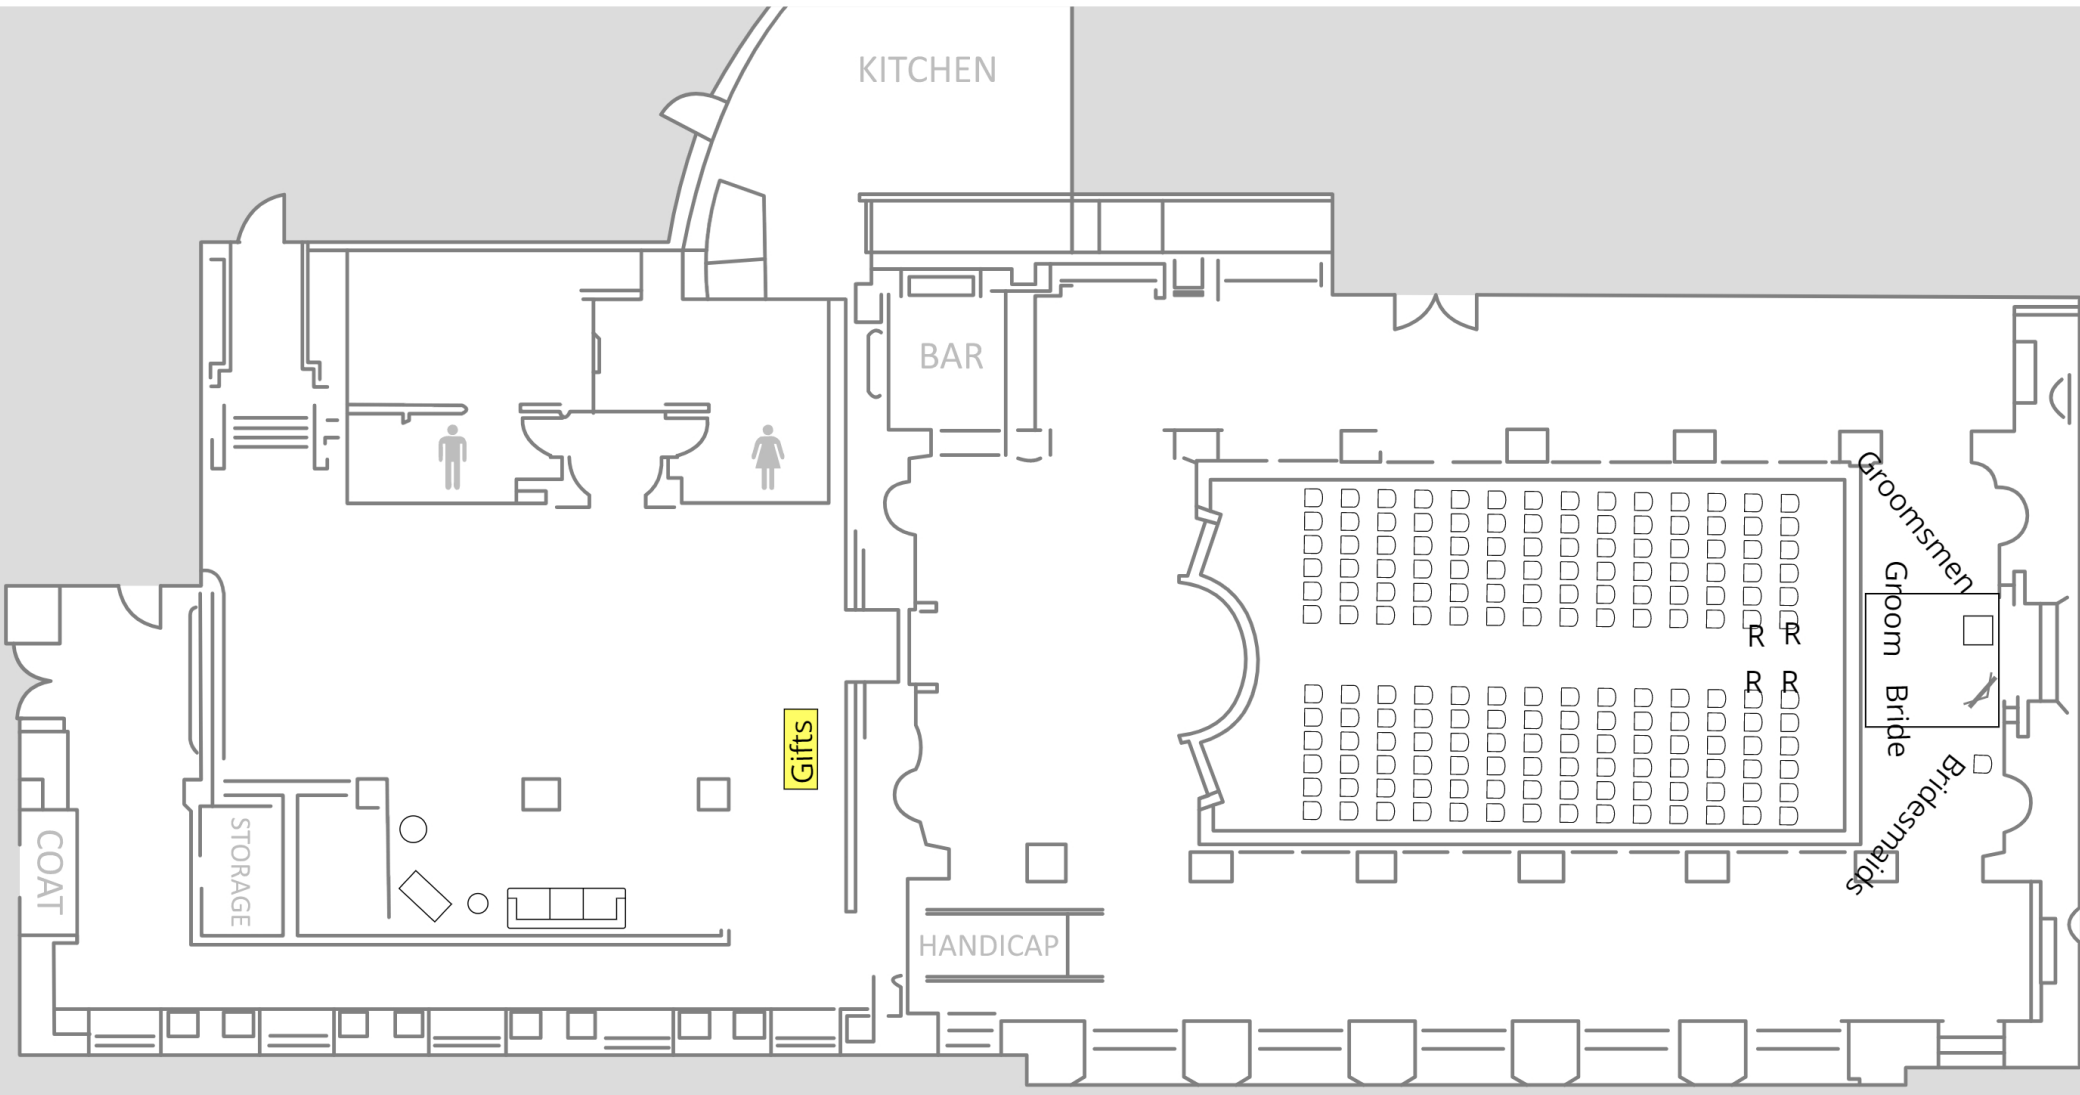 KITCHEN
BAR
Groomsmen
Groom
R R
R R
Bride
Gifts
Bridesmaids
COAT
STORAGE
HANDICAP